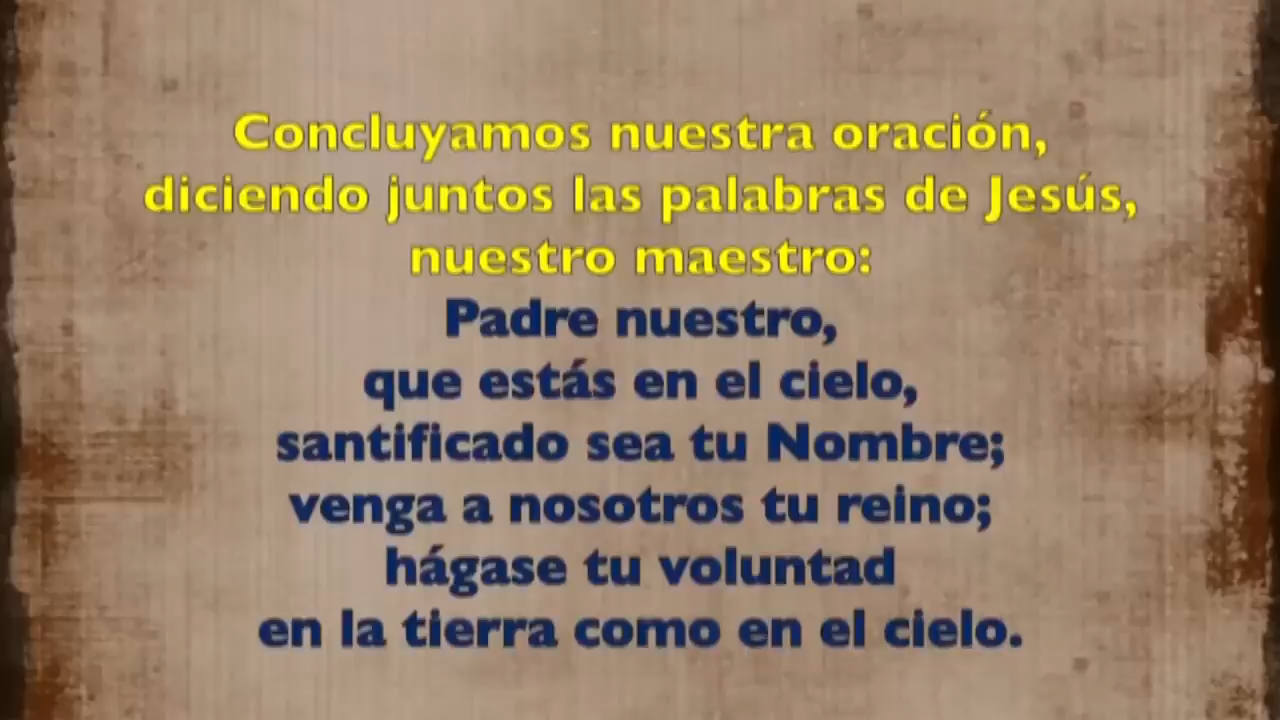 Concluyamos nuestra oración,
diciendo juntos las palabras de Jesús,
nuestro maestro:
Padre nuestro,
que estás en el cielo,
santificado sea tu Nombre;
venga a nosotros tu reino;
hágase tu voluntad
en la tierra como en el cielo.